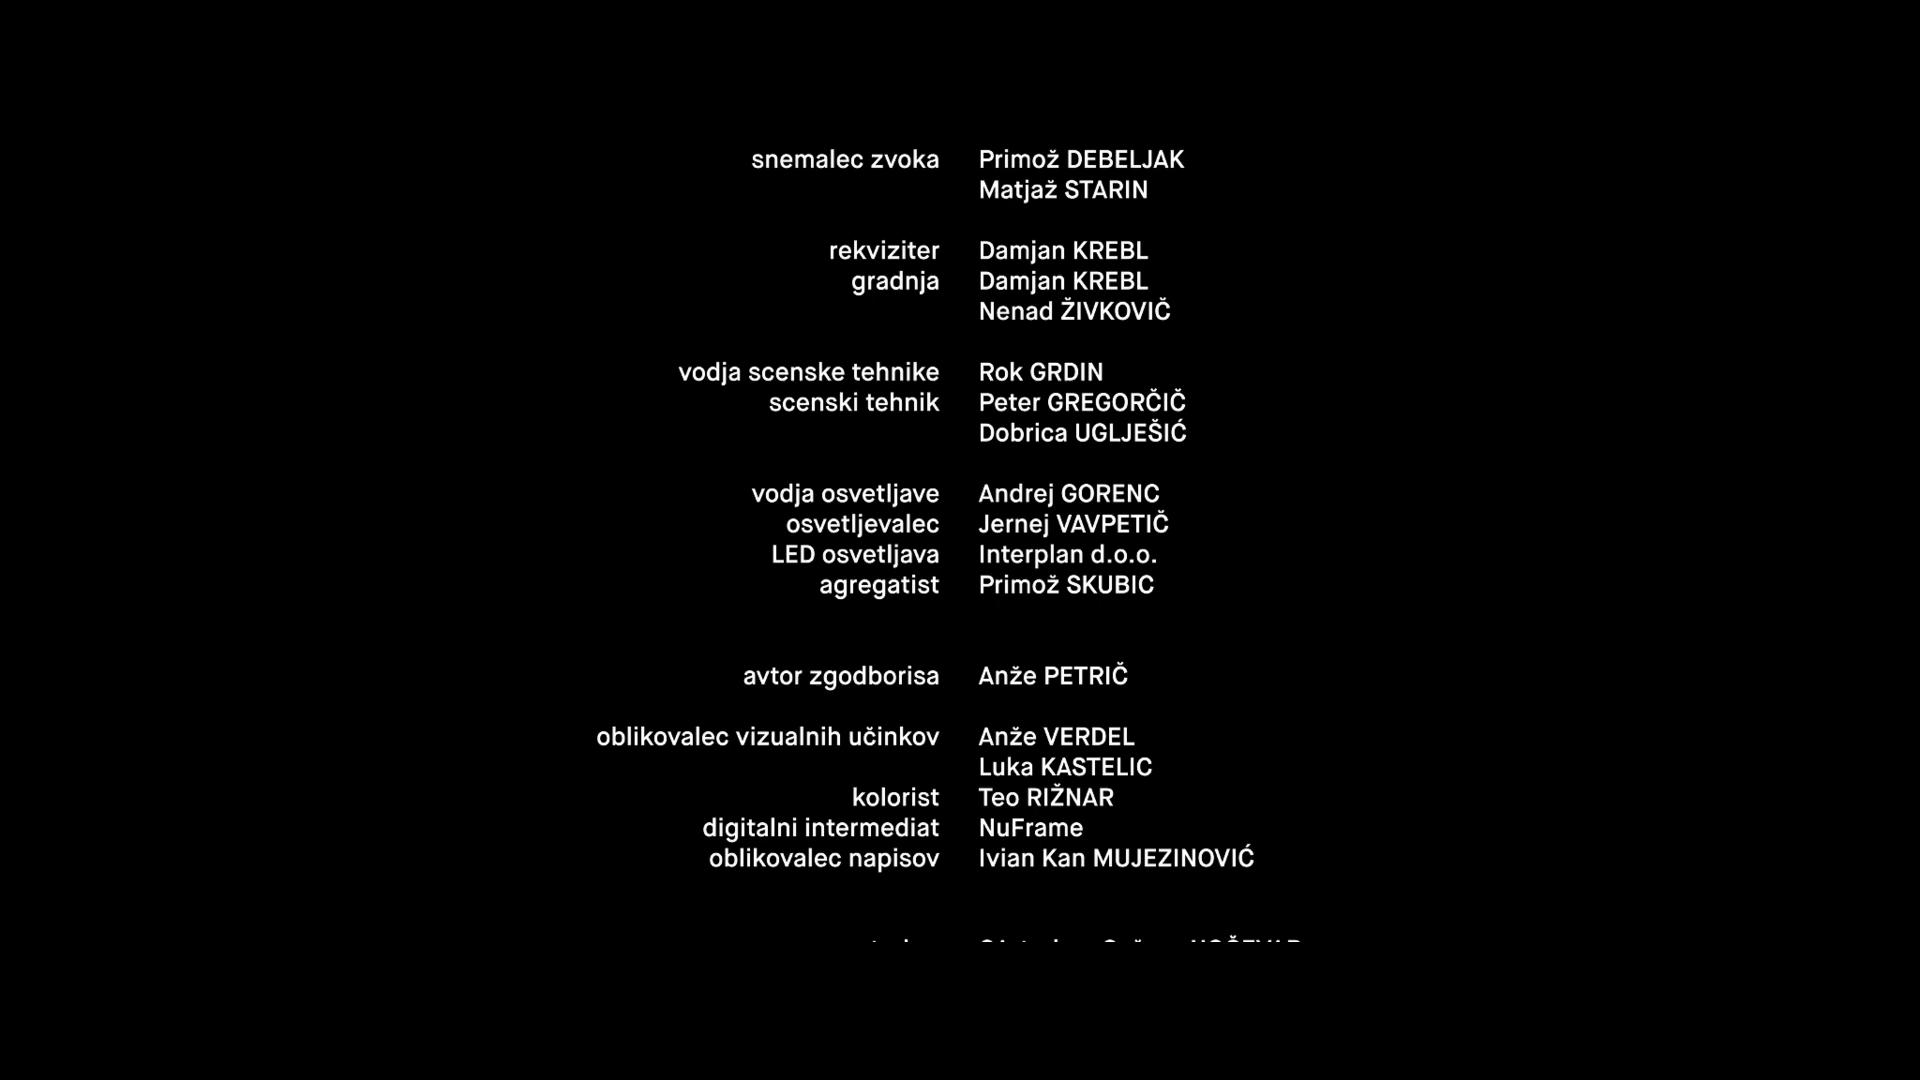 snemalec zvoka Primož DEBELJAK
Matjaž STARIN
rekviziter Damjan KREBL
gradnja Damjan KREBL
Nenad ŽIVKOVIČ
vodja scenske tehnike Rok GRDIN
scenski tehnik Peter GREGORČIČ
Dobrica UGLJEŠIĆ
vodja osvetljave Andrej GORENC
osvetljevalec Jernej VAVPETIČ
LED osvetljava Interplan d.o.o.
agregatist Primož SKUBIC
avtor zgodborisa Anže PETRIČ
oblikovalec vizualnih učinkov Anže VERDEL
Luka KASTELIC
kolorist Teo RIŽNAR
digitalni intermediat NuFrame
oblikovalec napisov Ivian Kan MUJEZINOVIĆ